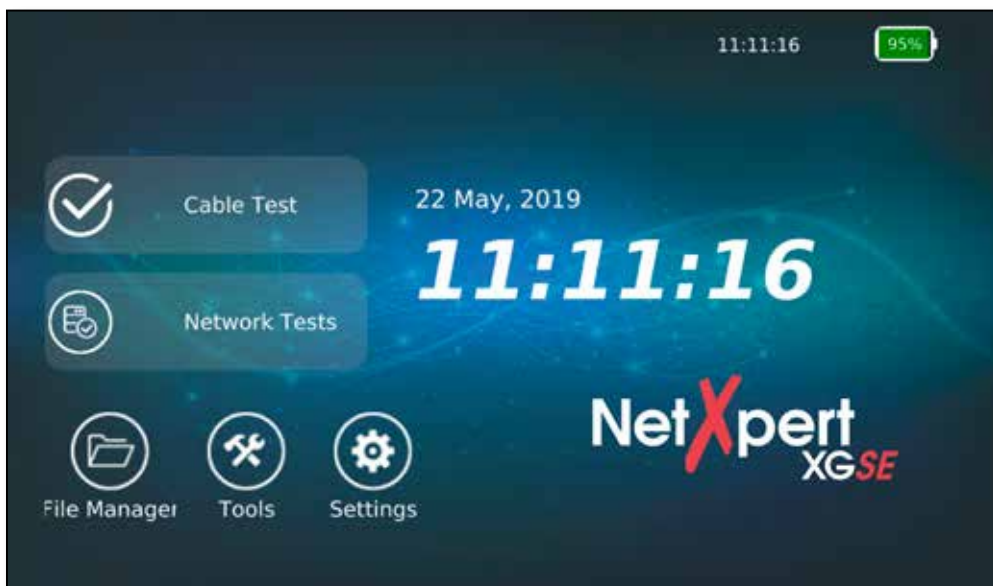 11:11:16
95%
Cable Test
22 May, 2019
11:11:16
Network Tests
NetXpert
XGSE
File Manager
Tools
Settings